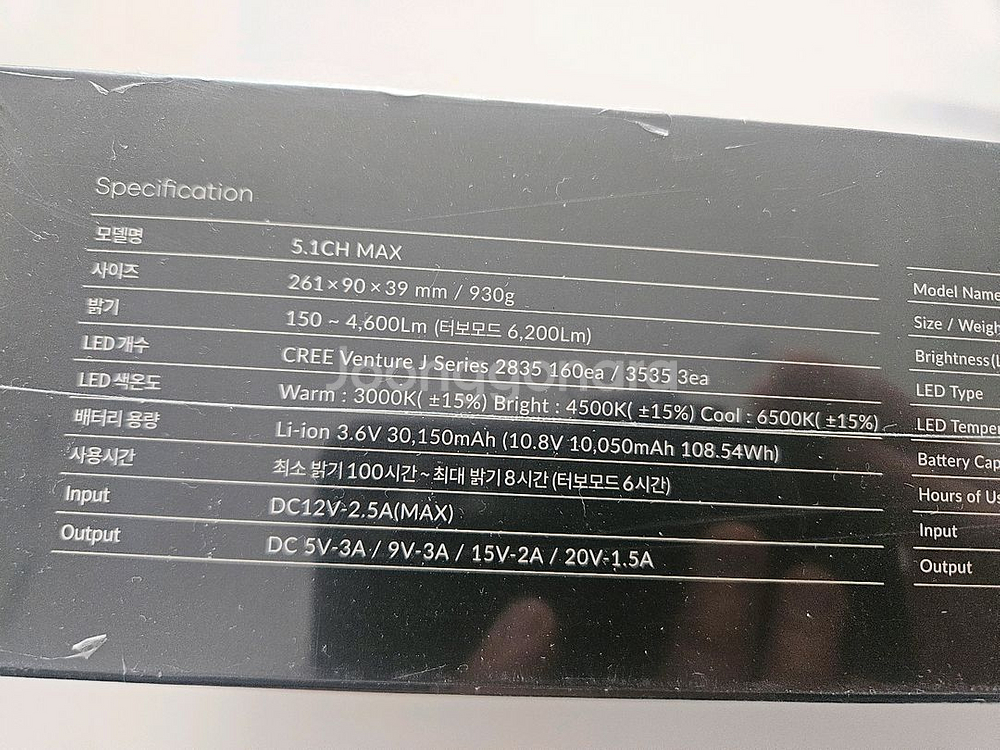 Specification
모델명 5.1CH MAX
사이즈 261×90×39 mm / 930g
밝기 150 ~ 4,600Lm (터보모드 6,200Lm)
LED 개수 CREE Venture J Series 2835 160ea / 3535 3ea
LED 색온도 Warm : 3000K( ±15%) Bright : 4500K( ±15%) Cool : 6500K( ±15%)
배터리 용량 Li-ion 3.6V 30,150mAh (10.8V 10,050mAh 108.54Wh)
사용시간 최소 밝기 100시간 ~ 최대 밝기 8시간 (터보모드 6시간)
Input DC12V-2.5A(MAX)
Output DC 5V-3A / 9V-3A / 15V-2A / 20V-1.5A
Model Name
Size / Weigh
Brightness(L
LED Type
LED Temper
Battery Cap
Hours of Us
Input
Output
Joonggonara